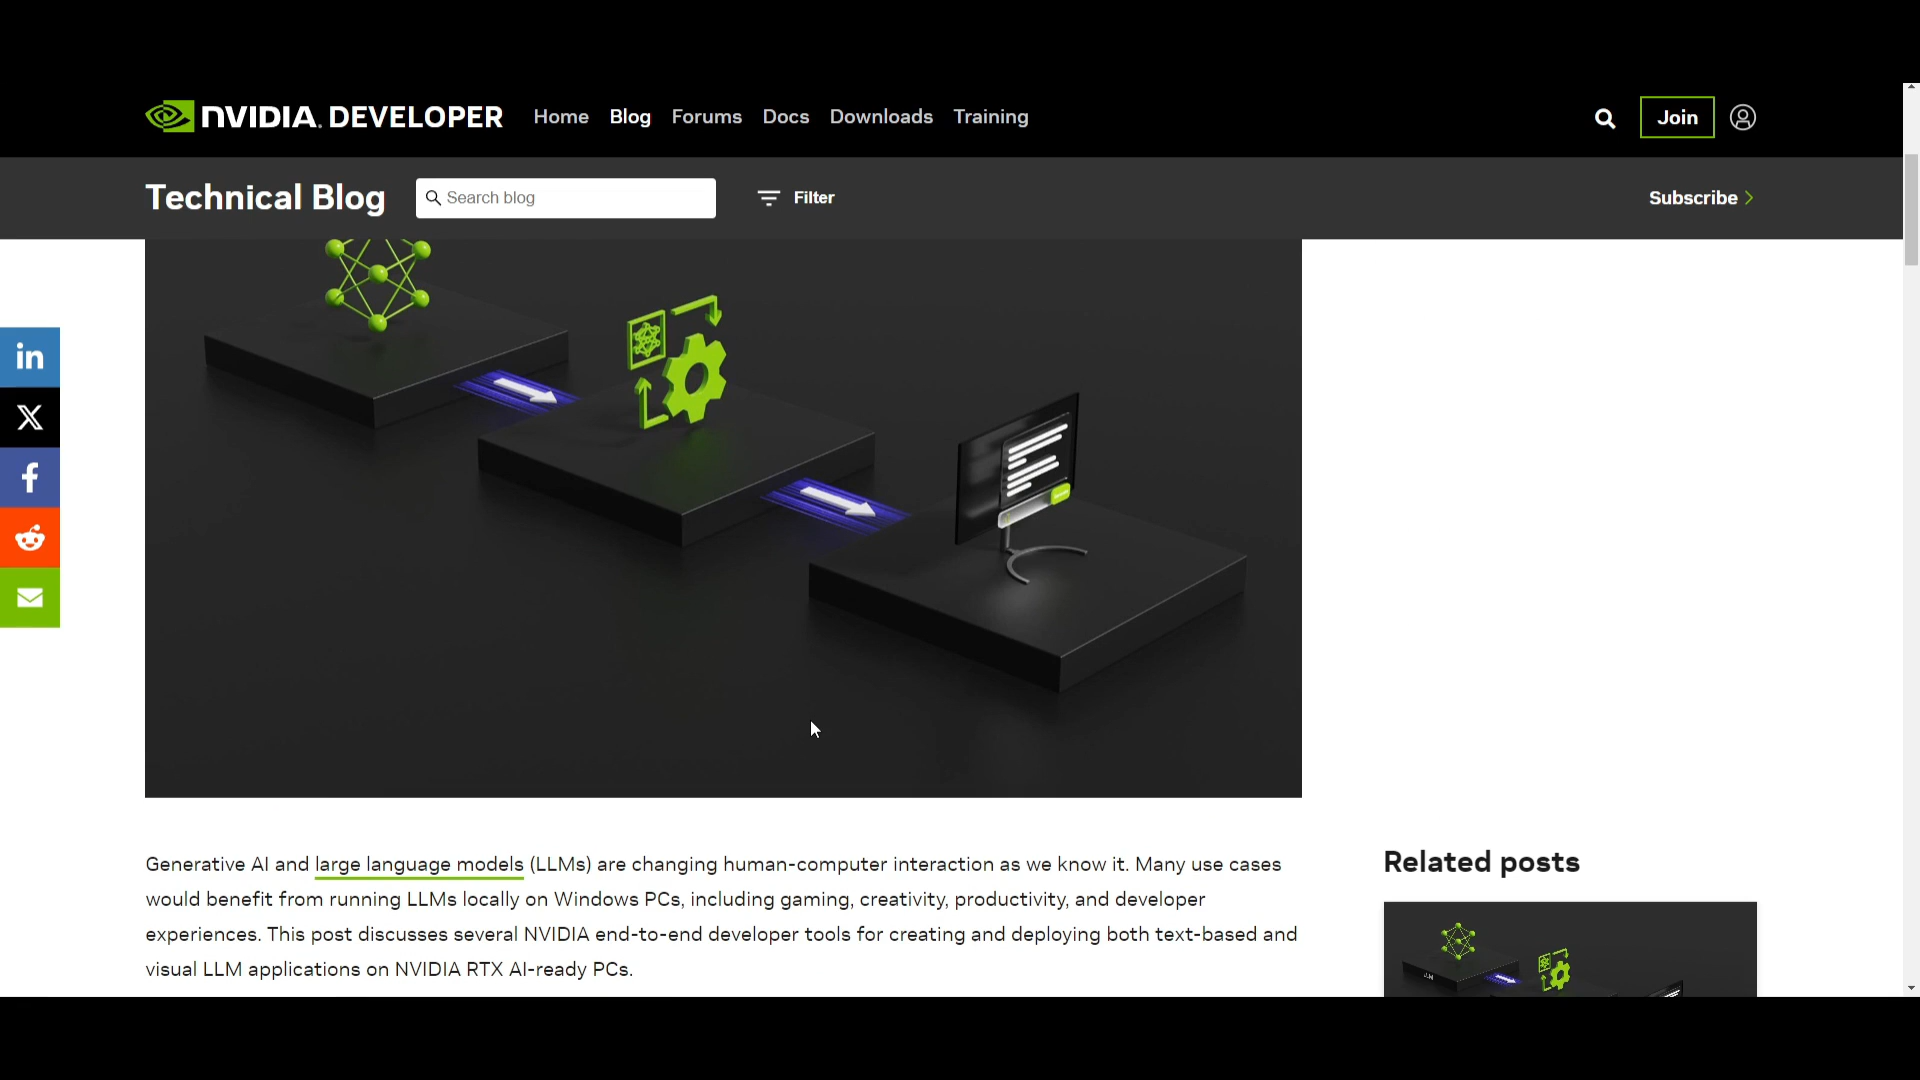 NVIDIA. DEVELOPER Home Blog Forums Docs Downloads Training Join
Technical Blog Search blog Filter Subscribe
in
X
f
Generative AI and large language models (LLMs) are changing human-computer interaction as we know it. Many use cases
would benefit from running LLMs locally on Windows PCs, including gaming, creativity, productivity, and developer
experiences. This post discusses several NVIDIA end-to-end developer tools for creating and deploying both text-based and
visual LLM applications on NVIDIA RTX AI-ready PCs.
Related posts